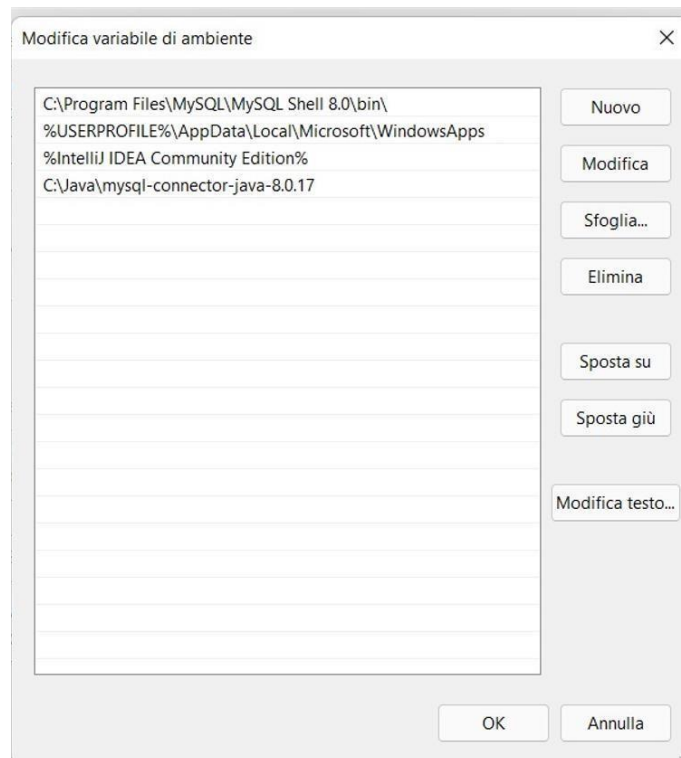 Modifica variabile di ambiente
C:\Program Files\MySQL\MySQL Shell 8.0\bin\
%USERPROFILE%\AppData\Local\Microsoft\WindowsApps
%IntelliJ IDEA Community Edition%
C:\Java\mysql-connector-java-8.0.17
Nuovo
Modifica
Sfoglia...
Elimina
Sposta su
Sposta giù
Modifica testo...
OK
Annulla